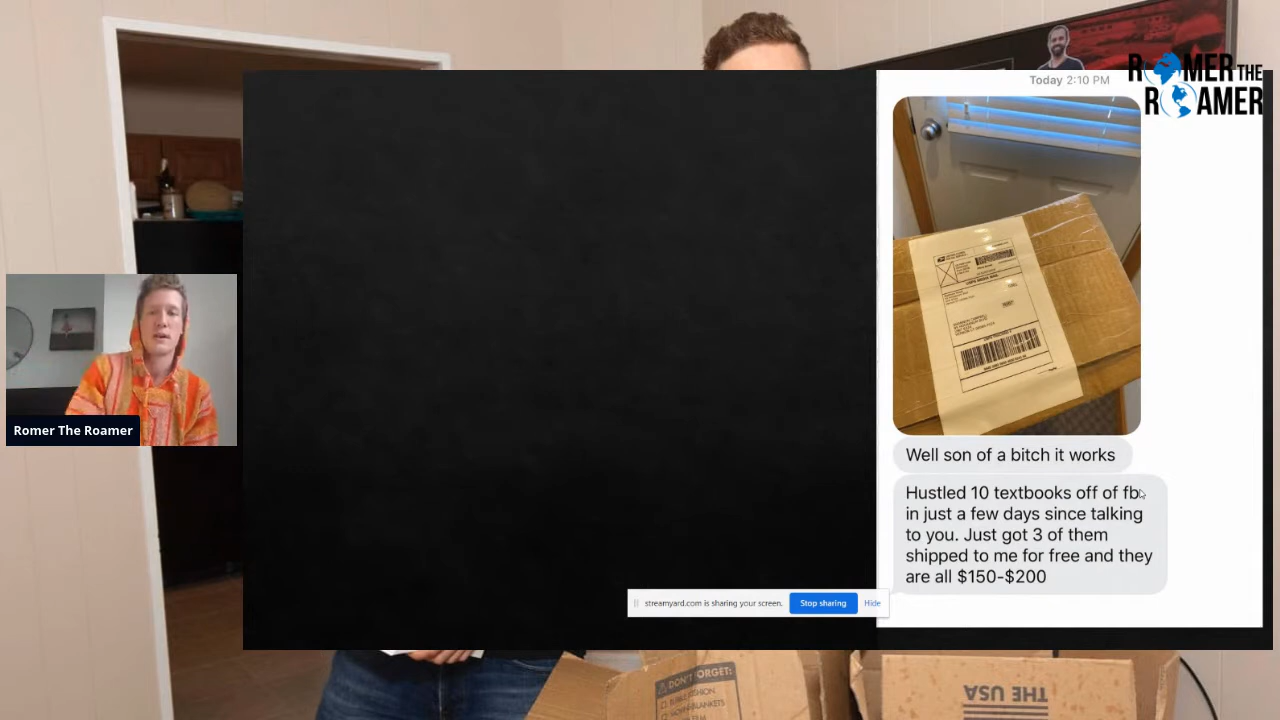 Today 2:10 PM
ROMER THE
ROAMER
Well son of a bitch it works
Hustled 10 textbooks off of fb
in just a few days since talking
to you. Just got 3 of them
shipped to me for free and they
are all $150-$200
Romer The Roamer
streamyard.com is sharing your screen.
Stop sharing
Hide
DON'T FORGET:
THE USA